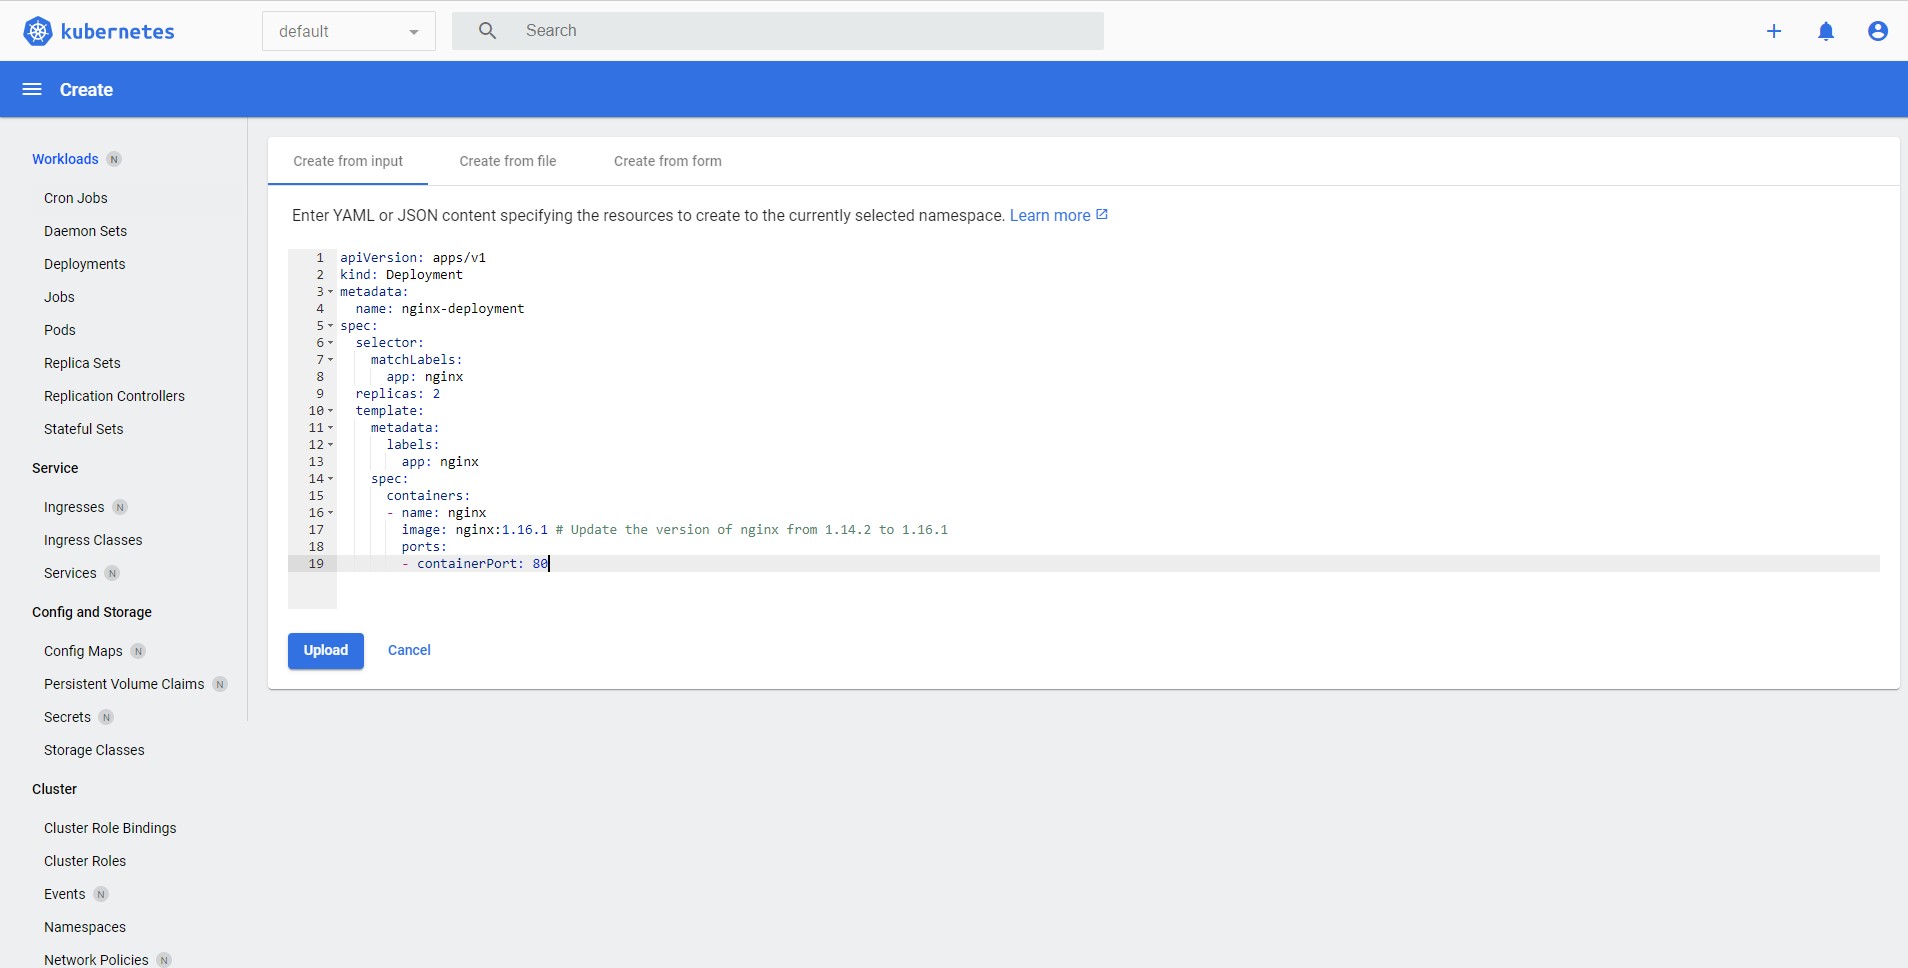 kubernetes
default
Search
Create
Workloads N
Cron Jobs
Daemon Sets
Deployments
Jobs
Pods
Replica Sets
Replication Controllers
Stateful Sets
Service
Ingresses N
Ingress Classes
Services N
Config and Storage
Config Maps N
Persistent Volume Claims N
Secrets N
Storage Classes
Cluster
Cluster Role Bindings
Cluster Roles
Events N
Namespaces
Network Policies N
Create from input Create from file Create from form
Enter YAML or JSON content specifying the resources to create to the currently selected namespace. Learn more
1 apiVersion: apps/v1
2 kind: Deployment
3 metadata:
4   name: nginx-deployment
5 spec:
6   selector:
7     matchLabels:
8       app: nginx
9   replicas: 2
10   template:
11     metadata:
12       labels:
13         app: nginx
14     spec:
15       containers:
16       - name: nginx
17         image: nginx:1.16.1 # Update the version of nginx from 1.14.2 to 1.16.1
18         ports:
19         - containerPort: 80
Upload Cancel